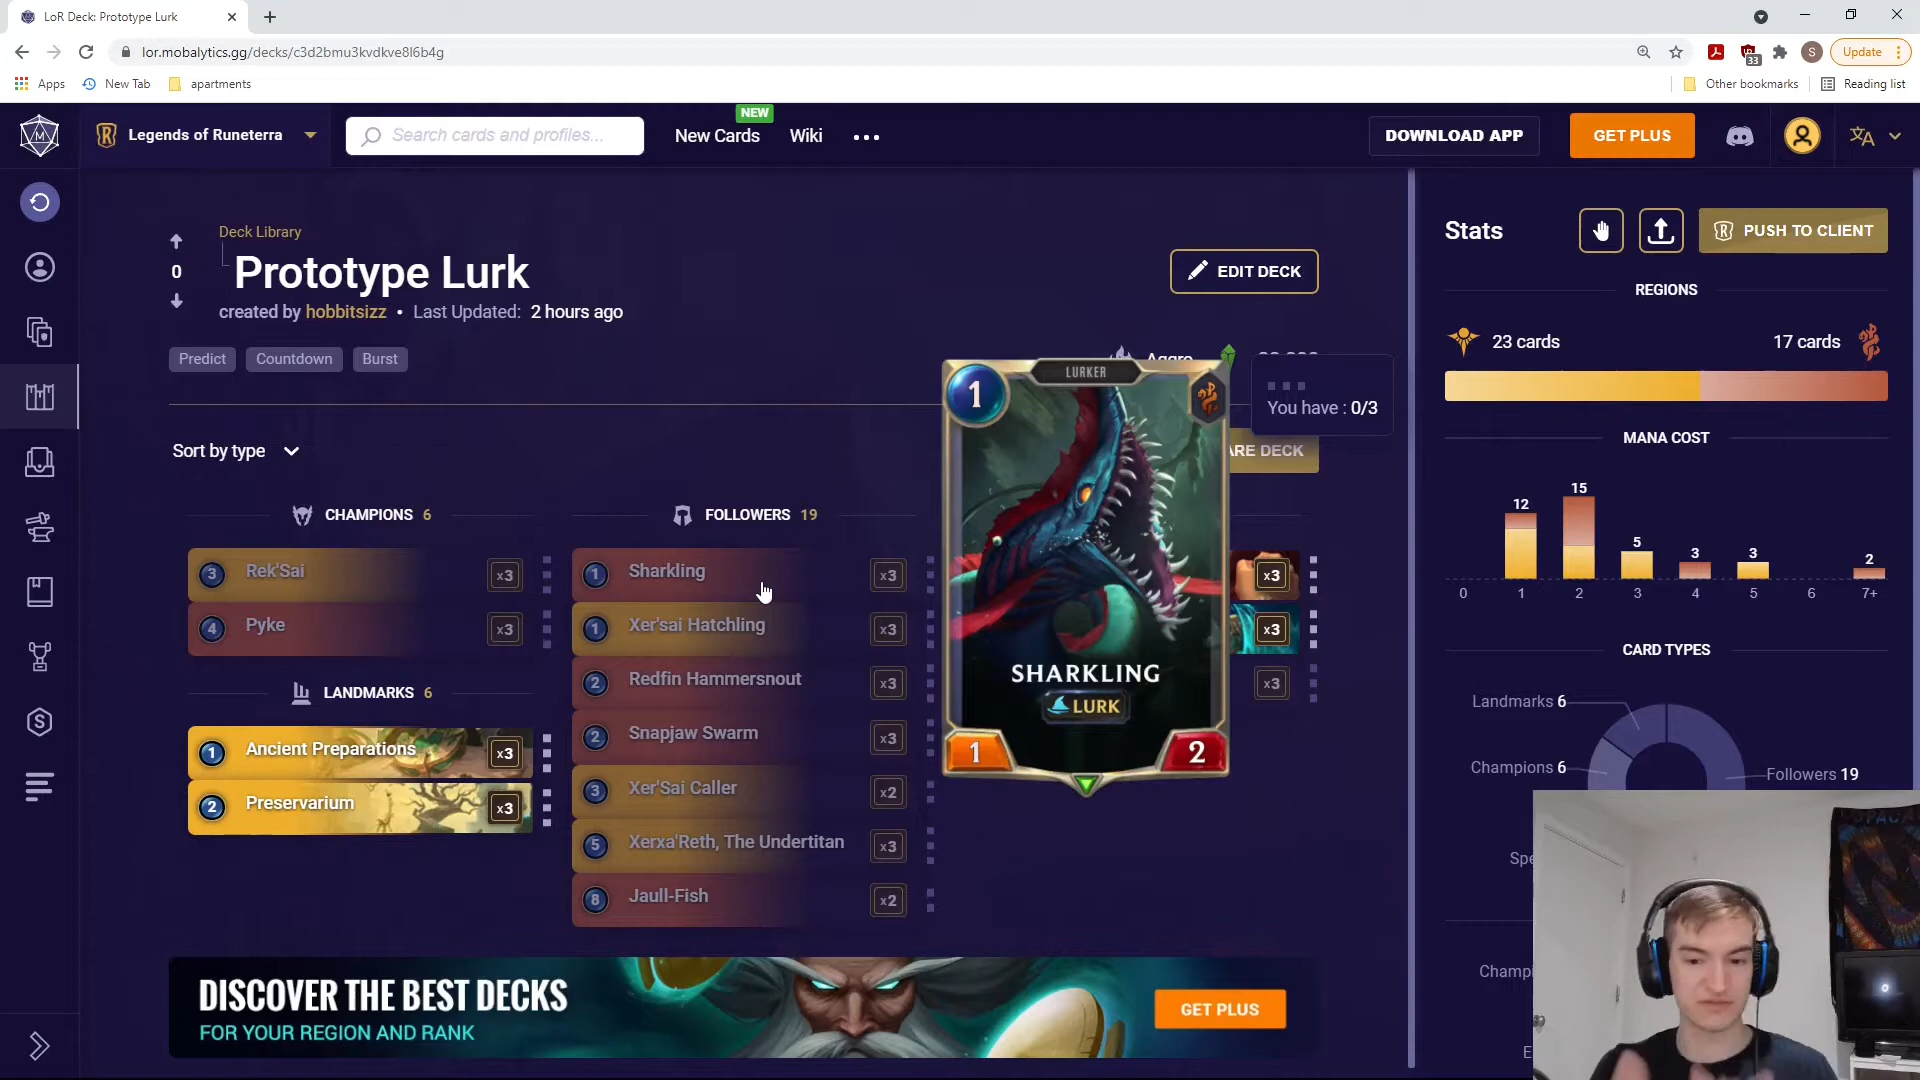 LoR Deck: Prototype Lurk
lor.mobalytics.gg/decks/c3d2bmu3kvdkve8l6b4g
33
S
Update
Apps
New Tab
apartments
Other bookmarks
Reading list
Legends of Runeterra
Search cards and profiles...
NEW
New Cards
Wiki
DOWNLOAD APP
GET PLUS
Deck Library
0
Prototype Lurk
created by hobbitsizz • Last Updated: 2 hours ago
EDIT DECK
Predict
Countdown
Burst
Aggro
You have : 0/3
Sort by type
DECK
CHAMPIONS 6
3 Rek'Sai x3
4 Pyke x3
LANDMARKS 6
1 Ancient Preparations x3
2 Preservarium x3
FOLLOWERS 19
1 Sharkling x3
1 Xer'sai Hatchling x3
2 Redfin Hammersnout x3
2 Snapjaw Swarm x3
3 Xer'Sai Caller x2
5 Xerxa'Reth, The Undertitan x3
8 Jaull-Fish x2
x3
x3
x3
1
LURKER
SHARKLING
LURK
1
2
DISCOVER THE BEST DECKS
FOR YOUR REGION AND RANK
GET PLUS
Stats
PUSH TO CLIENT
REGIONS
23 cards
17 cards
MANA COST
12
15
5
3
3
2
0
1
2
3
4
5
6
7+
CARD TYPES
Landmarks 6
Champions 6
Followers 19